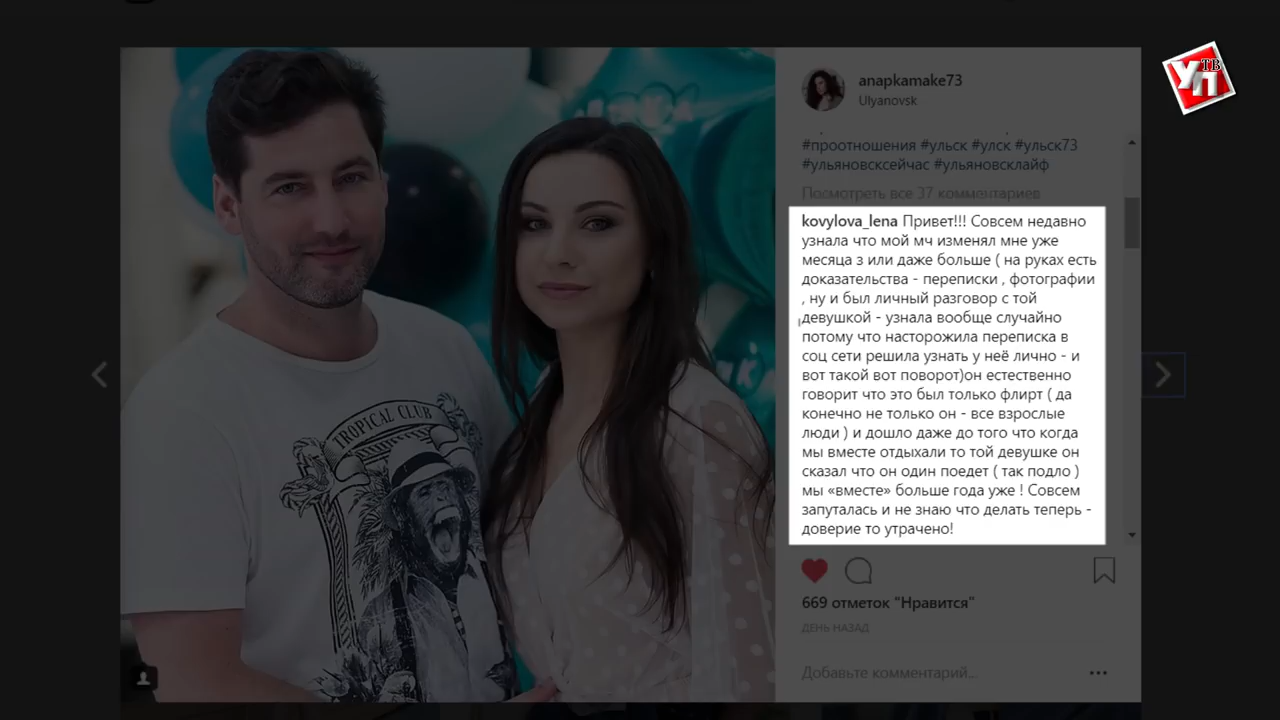 УП ТВ
anapkamake73
Ulyanovsk
#проотношения #ульск #улск #ульск73
#ульяновсксейчас #ульяновсклайф
Посмотреть все 37 комментариев
kovylova_lena Привет!!! Совсем недавно
узнала что мой мч изменял мне уже
месяца з или даже больше ( на руках есть
доказательства - переписки , фотографии
, ну и был личный разговор с той
девушкой - узнала вообще случайно
потому что насторожила переписка в
соц сети решила узнать у неё лично - и
вот такой вот поворот)он естественно
говорит что это был только флирт ( да
конечно не только он - все взрослые
люди ) и дошло даже до того что когда
мы вместе отдыхали то той девушке он
сказал что он один поедет ( так подло )
мы «вместе» больше года уже ! Совсем
запуталась и не знаю что делать теперь -
доверие то утрачено!
669 отметок "Нравится"
ДЕНЬ НАЗАД
Добавьте комментарий...
TROPICAL CLUB